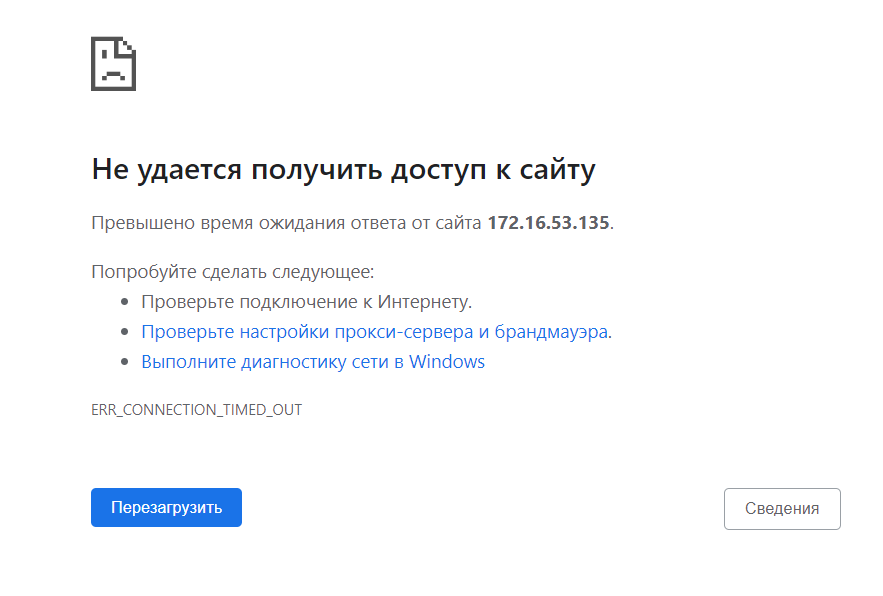 Не удается получить доступ к сайту
Превышено время ожидания ответа от сайта 172.16.53.135.
Попробуйте сделать следующее:
• Проверьте подключение к Интернету.
• Проверьте настройки прокси-сервера и брандмауэра.
• Выполните диагностику сети в Windows
ERR_CONNECTION_TIMED_OUT
Перезагрузить
Сведения